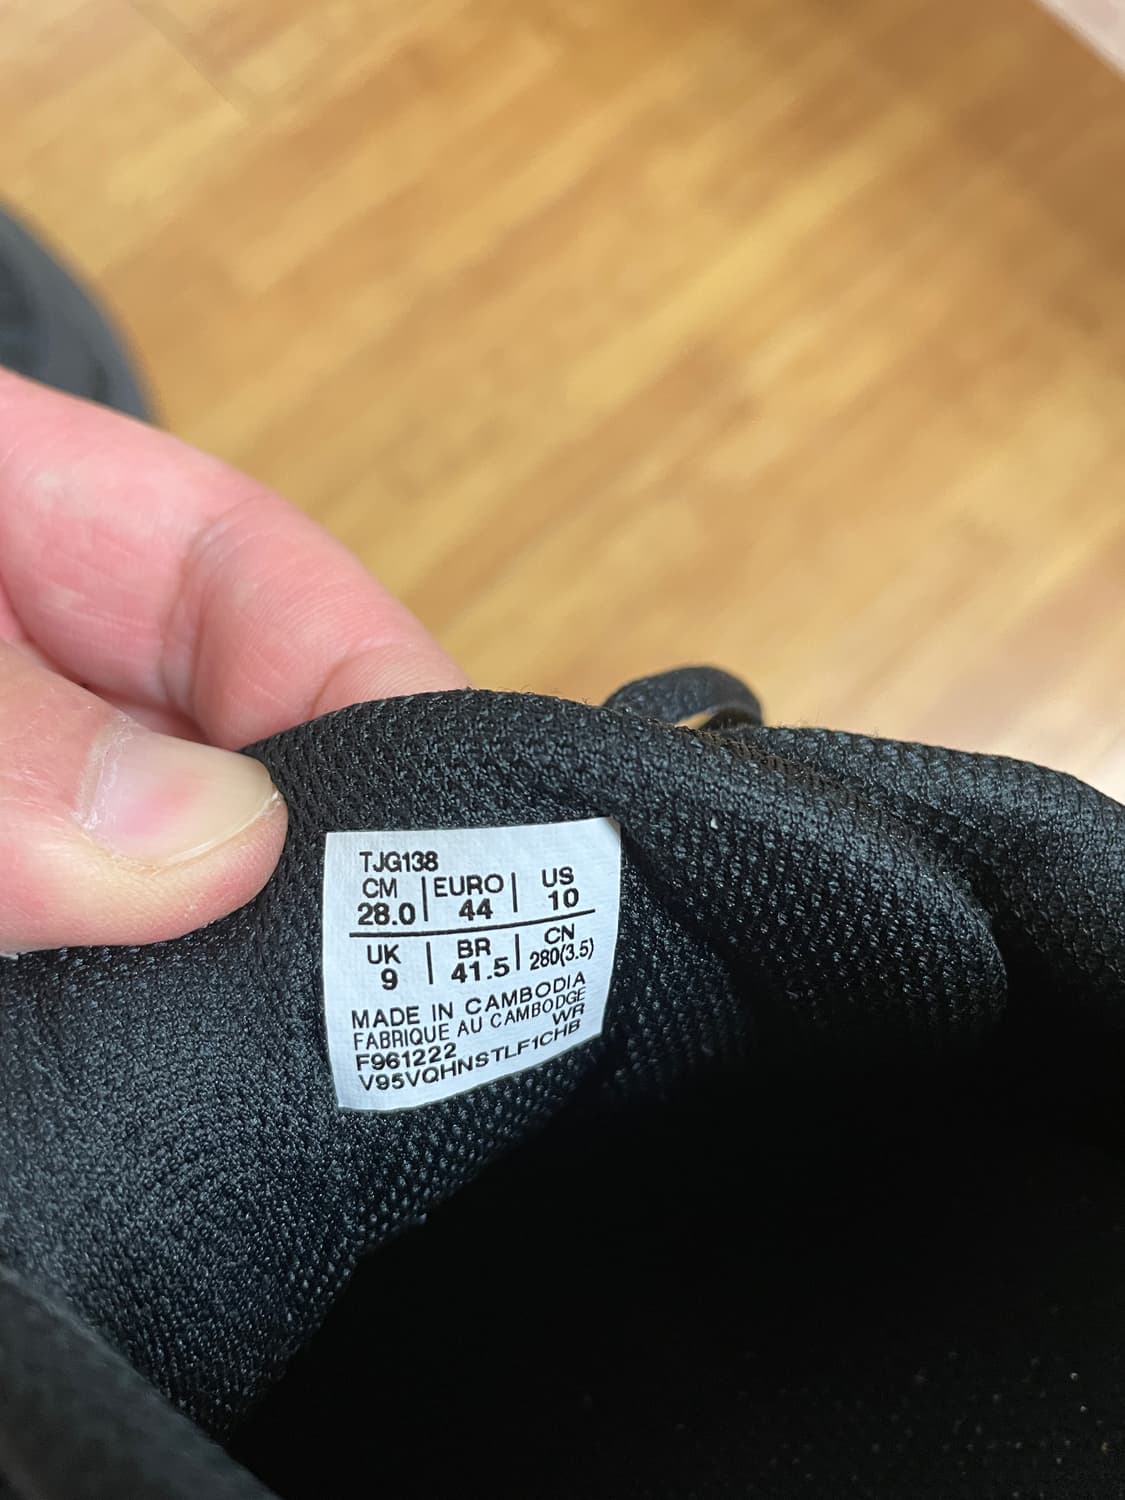 TJG138
CM | EURO | US
28.0 | 44 | 10
UK | BR | CN
9 | 41.5 | 280(3.5)
MADE IN CAMBODIA
FABRIQUE AU CAMBODGE
WR
F961222
V95VQHNSTLF1CHB